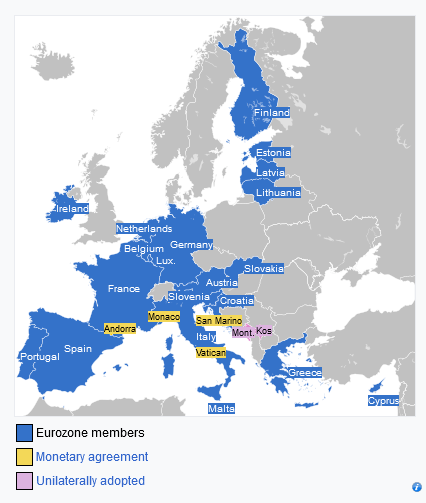 Finland
Estonia
Latvia
Lithuania
Ireland
Netherlands
Belgium
Germany
Lux.
Slovakia
Austria
France
Slovenia
Croatia
Monaco
San Marino
Andorra
Mont.
Kos
Italy
Spain
Vatican
Portugal
Greece
Cyprus
Malta
Eurozone members
Monetary agreement
Unilaterally adopted
i